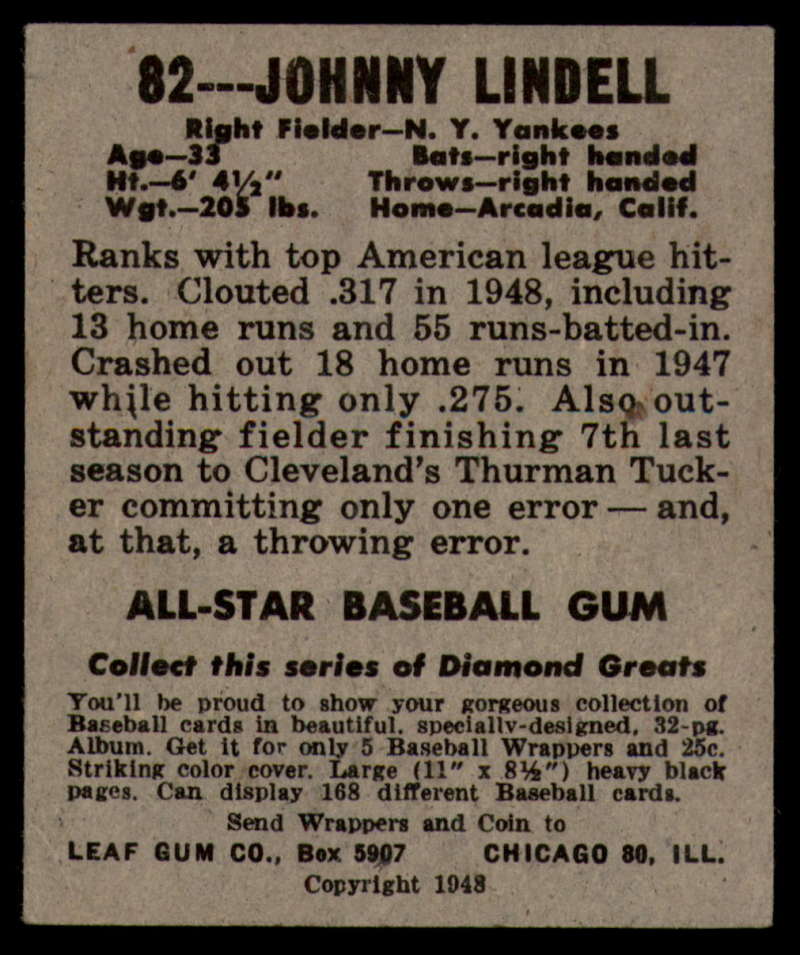 82---JOHNNY LINDELL
Right Fielder—N. Y. Yankees
Age—33 Bats—right handed
Ht.—6' 4½" Throws—right handed
Wgt.—205 lbs. Home—Arcadia, Calif.
Ranks with top American league hit-
ters. Clouted .317 in 1948, including
13 home runs and 55 runs-batted-in.
Crashed out 18 home runs in 1947
while hitting only .275. Also out-
standing fielder finishing 7th last
season to Cleveland's Thurman Tuck-
er committing only one error — and,
at that, a throwing error.
ALL-STAR BASEBALL GUM
Collect this series of Diamond Greats
You'll be proud to show your gorgeous collection of
Baseball cards in beautiful, specially-designed, 32-pg.
Album. Get it for only 5 Baseball Wrappers and 25c.
Striking color cover. Large (11" x 8½") heavy black
pages. Can display 168 different Baseball cards.
Send Wrappers and Coin to
LEAF GUM CO., Box 5907 CHICAGO 80, ILL.
Copyright 1948